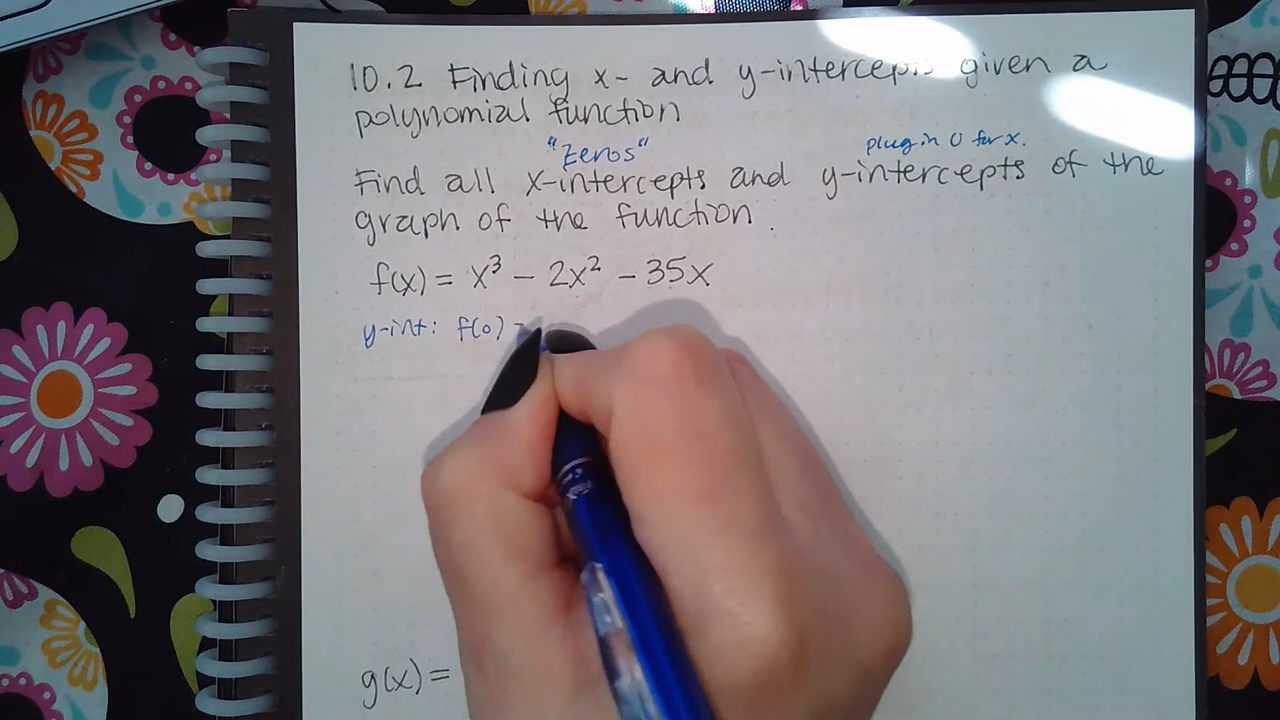 10.2 Finding x- and y-intercepts given a
polynomial function
"Zeros" plug in 0 for x.
Find all x-intercepts and y-intercepts of the
graph of the function.
f(x) = x³ - 2x² - 35x
y-int: f(0) =
g(x) =